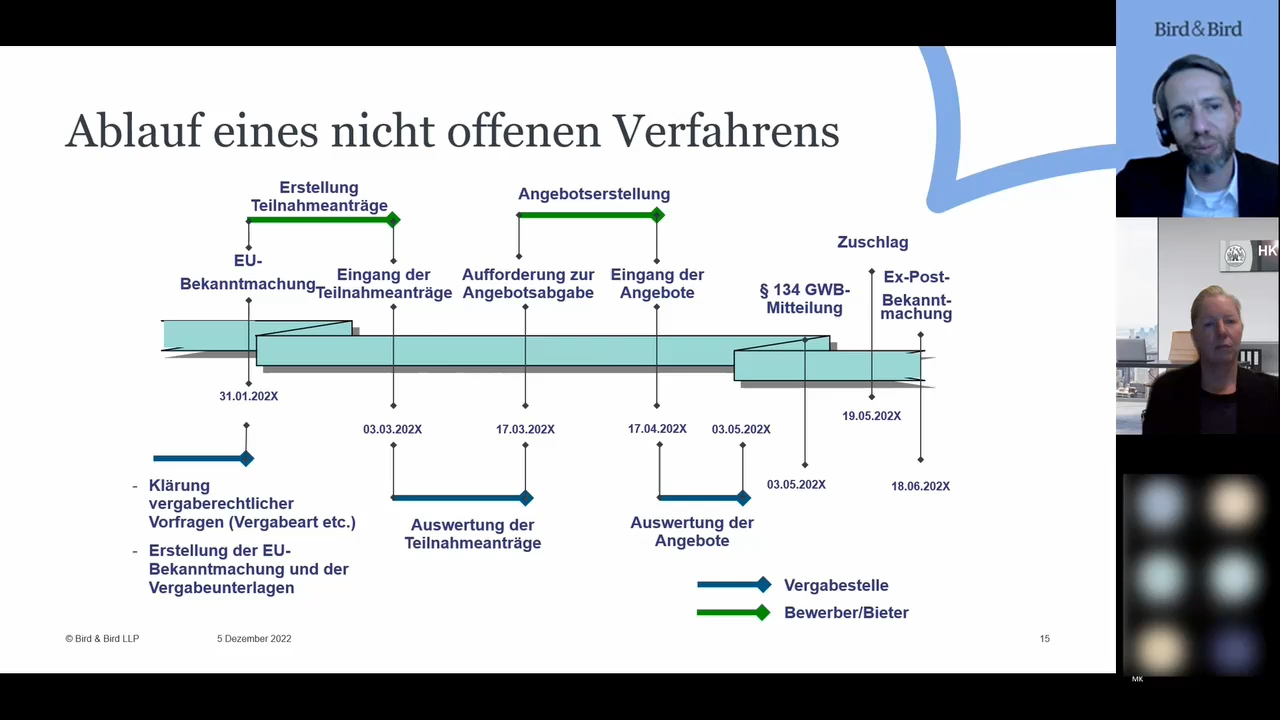 Bird & Bird
Ablauf eines nicht offenen Verfahrens
Erstellung
Teilnahmeanträge
Angebotserstellung
Zuschlag
EU-
Bekanntmachung
Eingang der
Teilnahmeanträge
Aufforderung zur
Angebotsabgabe
Eingang der
Angebote
§ 134 GWB-
Mitteilung
Ex-Post-
Bekannt-
machung
HK
31.01.202X
03.03.202X
17.03.202X
17.04.202X
03.05.202X
19.05.202X
03.05.202X
18.06.202X
- Klärung
vergaberechtlicher
Vorfragen (Vergabeart etc.)
- Erstellung der EU-
Bekanntmachung und der
Vergabeunterlagen
Auswertung der
Teilnahmeanträge
Auswertung der
Angebote
Vergabestelle
Bewerber/Bieter
© Bird & Bird LLP
5 Dezember 2022
15
MK